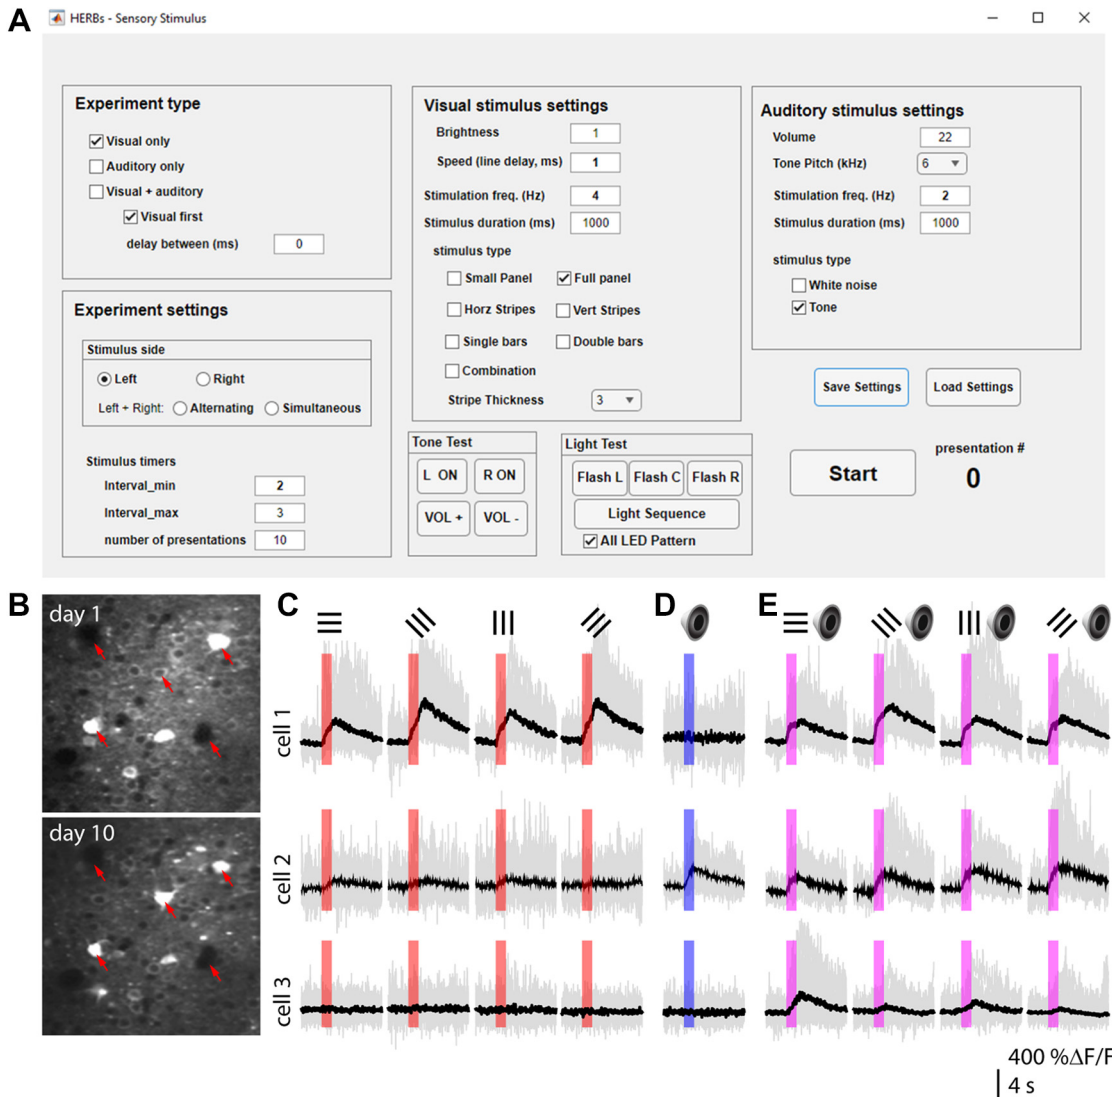 A
HERBs - Sensory Stimulus
Experiment type
Visual only
Auditory only
Visual + auditory
Visual first
delay between (ms) 0
Experiment settings
Stimulus side
Left Right
Left + Right: Alternating Simultaneous
Stimulus timers
Interval_min 2
Interval_max 3
number of presentations 10
Visual stimulus settings
Brightness 1
Speed (line delay, ms) 1
Stimulation freq. (Hz) 4
Stimulus duration (ms) 1000
stimulus type
Small Panel Full panel
Horz Stripes Vert Stripes
Single bars Double bars
Combination
Stripe Thickness 3
Tone Test
L ON R ON
VOL + VOL -
Light Test
Flash L Flash C Flash R
Light Sequence
All LED Pattern
Auditory stimulus settings
Volume 22
Tone Pitch (kHz) 6
Stimulation freq. (Hz) 2
Stimulus duration (ms) 1000
stimulus type
White noise
Tone
Save Settings Load Settings
Start
presentation #
0
B
day 1
day 10
C
D
E
cell 1
cell 2
cell 3
400 %ΔF/F
4 s